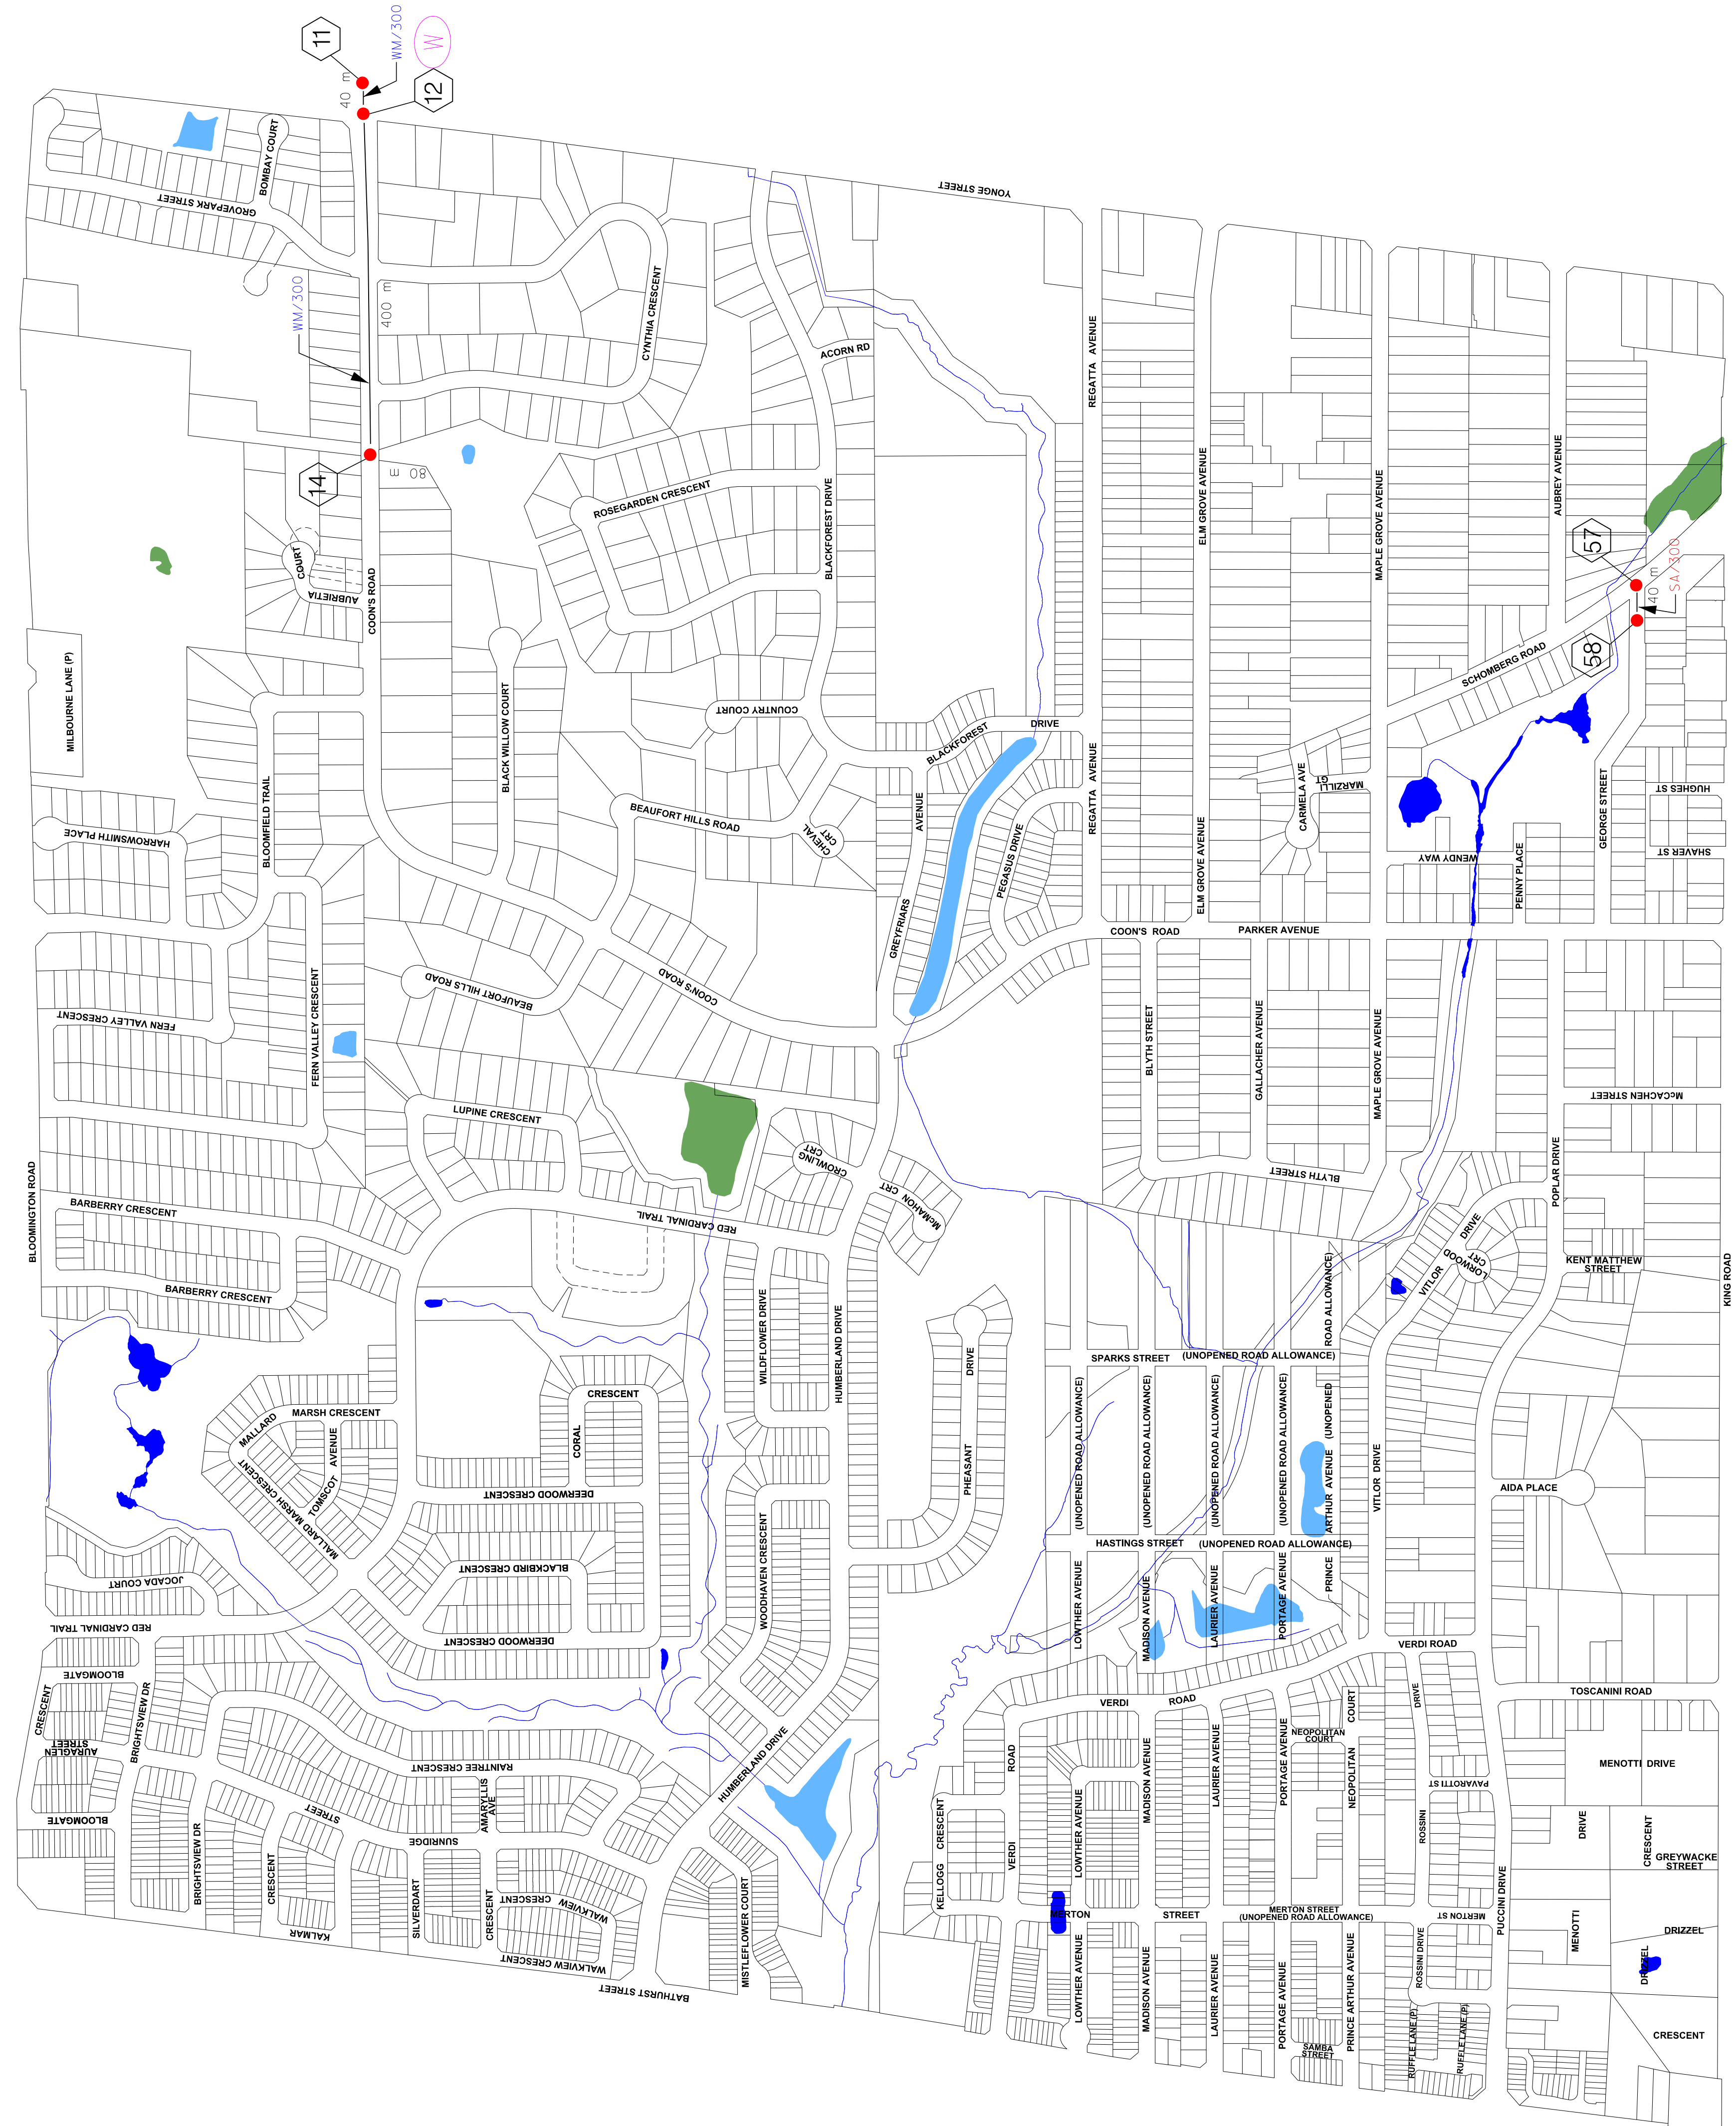 11
WM/300
W
40 m
12
BOMBAY COURT
GROVEPARK STREET
YONGE STREET
WM/300
400 m
CYNTHIA CRESCENT
ACORN RD
REGATTA AVENUE
14
80 m
ROSEGARDEN CRESCENT
BLACKFOREST DRIVE
ELM GROVE AVENUE
MAPLE GROVE AVENUE
AUBREY AVENUE
57
40 m
SA/300
58
COURT
AUBRIETIA
COON'S ROAD
MILBOURNE LANE (P)
SCHOMBERG ROAD
BLACK WILLOW COURT
COUNTRY COURT
BLACKFOREST
DRIVE
REGATTA AVENUE
BLOOMFIELD TRAIL
HARROWSMITH PLACE
BEAUFORT HILLS ROAD
CHEVAL
CRT
AVENUE
GREYFRIARS
PEGASUS DRIVE
ELM GROVE AVENUE
CARMELA AVE
MARZILLI
CT
WENDY WAY
PENNY PLACE
GEORGE STREET
HUGHES ST
SHAVER ST
COON'S ROAD
PARKER AVENUE
FERN VALLEY CRESCENT
FERN VALLEY CRESCENT
BEAUFORT HILLS ROAD
COON'S ROAD
BLYTH STREET
GALLACHER AVENUE
MAPLE GROVE AVENUE
McCACHEN STREET
LUPINE CRESCENT
CROWLING
CRT
McMAHON CRT
BLYTH STREET
POPLAR DRIVE
BLOOMINGTON ROAD
BARBERRY CRESCENT
RED CARDINAL TRAIL
VITLOR DRIVE
LORWOOD
CRT
KENT MATTHEW
STREET
KING ROAD
BARBERRY CRESCENT
WILDFLOWER DRIVE
HUMBERLAND DRIVE
PHEASANT DRIVE
SPARKS STREET (UNOPENED ROAD ALLOWANCE)
MALLARD MARSH CRESCENT
TOMSCOT AVENUE
MALLARD MARSH CRESCENT
CORAL CRESCENT
DEERWOOD CRESCENT
LOWTHER AVENUE (UNOPENED ROAD ALLOWANCE)
MADISON AVENUE (UNOPENED ROAD ALLOWANCE)
LAURIER AVENUE (UNOPENED ROAD ALLOWANCE)
PORTAGE AVENUE (UNOPENED ROAD ALLOWANCE)
PRINCE ARTHUR AVENUE (UNOPENED ROAD ALLOWANCE)
VITLOR DRIVE
AIDA PLACE
HASTINGS STREET (UNOPENED ROAD ALLOWANCE)
JOCADA COURT
BLACKBIRD CRESCENT
WOODHAVEN CRESCENT
RED CARDINAL TRAIL
DEERWOOD CRESCENT
VERDI ROAD
BLOOMGATE
CRESCENT
BRIGHTSVIEW DR
AURAGLEN
STREET
TOSCANINI ROAD
VERDI ROAD
ROAD
NEOPOLITAN
COURT
COURT
DRIVE
RAINTREE CRESCENT
HUMBERLAND DRIVE
MENOTTI DRIVE
BLOOMGATE
STREET
AMARYLLIS
AVE
SUNRIDGE
KELLOGG CRESCENT
VERDI
LOWTHER AVENUE
MADISON AVENUE
LAURIER AVENUE
PORTAGE AVENUE
NEOPOLITAN
ROSSINI
PAVAROTTI ST
DRIVE
CRESCENT
GREYWACKE
STREET
BRIGHTSVIEW DR
CRESCENT
SILVERDART
CRESCENT
WALKVIEW CRESCENT
KALMAR
MERTON STREET
MERTON STREET
(UNOPENED ROAD ALLOWANCE)
MERTON ST
PUCCINI DRIVE
MENOTTI
DRIZZEL
DRIZZEL
WALKVIEW CRESCENT
MISTLEFLOWER COURT
BATHURST STREET
LOWTHER AVENUE
MADISON AVENUE
LAURIER AVENUE
PORTAGE AVENUE
SAMBA
STREET
PRINCE ARTHUR AVENUE
ROSSINI DRIVE
RUFFLE LANE (P)
RUFFLE LANE (P)
CRESCENT